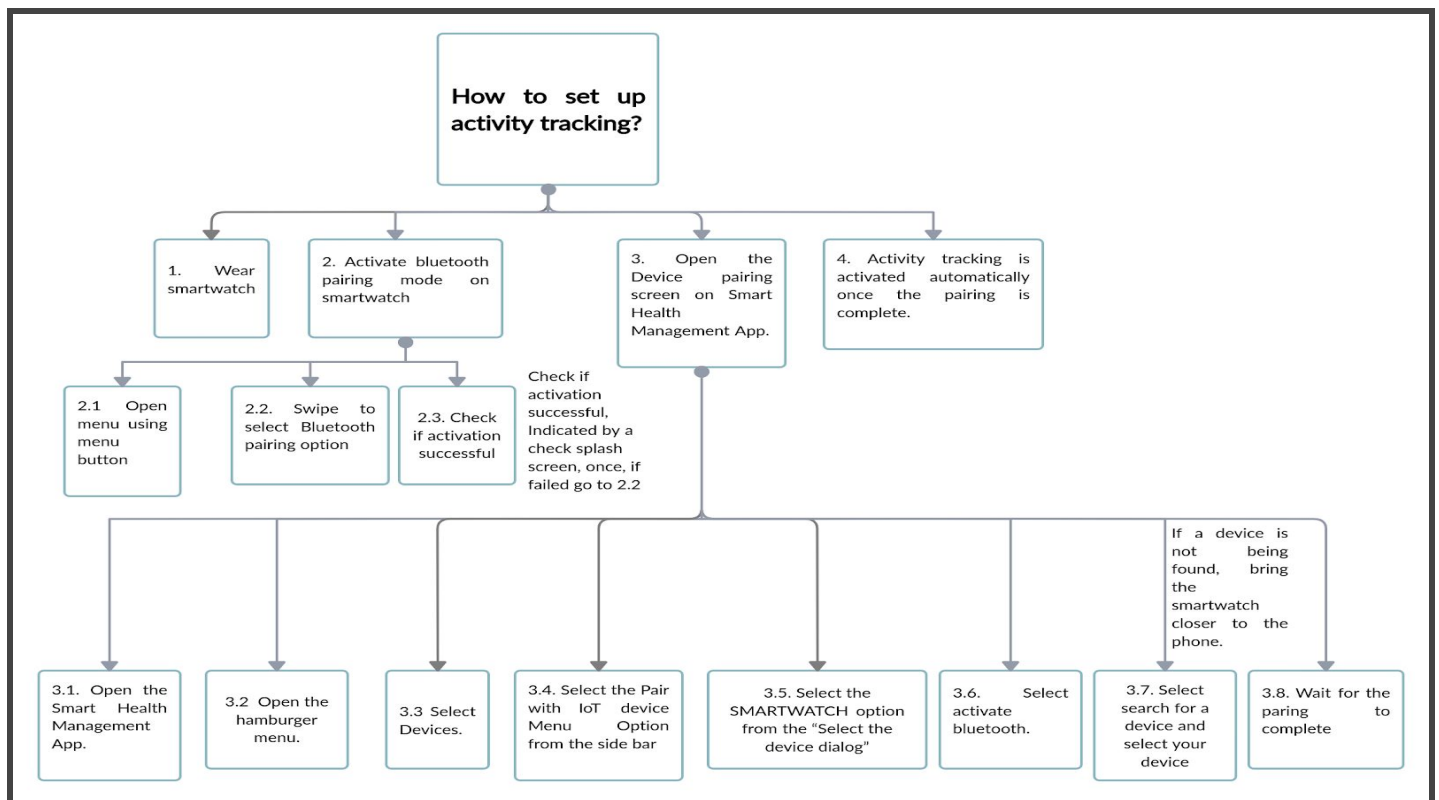 How to set up
activity tracking?
1. Wear
smartwatch
2. Activate bluetooth
pairing mode on
smartwatch
3. Open the
Device pairing
screen on Smart
Health
Management App.
4. Activity tracking is
activated automatically
once the pairing is
complete.
2.1 Open
menu using
menu
button
2.2. Swipe to
select Bluetooth
pairing option
2.3. Check
if activation
successful
Check if
activation
successful,
Indicated by a
check splash
screen, once, if
failed go to 2.2
If a device is
not being
found, bring
the
smartwatch
closer to the
phone.
3.1. Open the
Smart Health
Management
App.
3.2 Open the
hamburger
menu.
3.3 Select
Devices.
3.4. Select the Pair
with IoT device
Menu Option
from the side bar
3.5. Select the
SMARTWATCH option
from the “Select the
device dialog”
3.6. Select
activate
bluetooth.
3.7. Select
search for a
device and
select your
device
3.8. Wait for the
paring to
complete